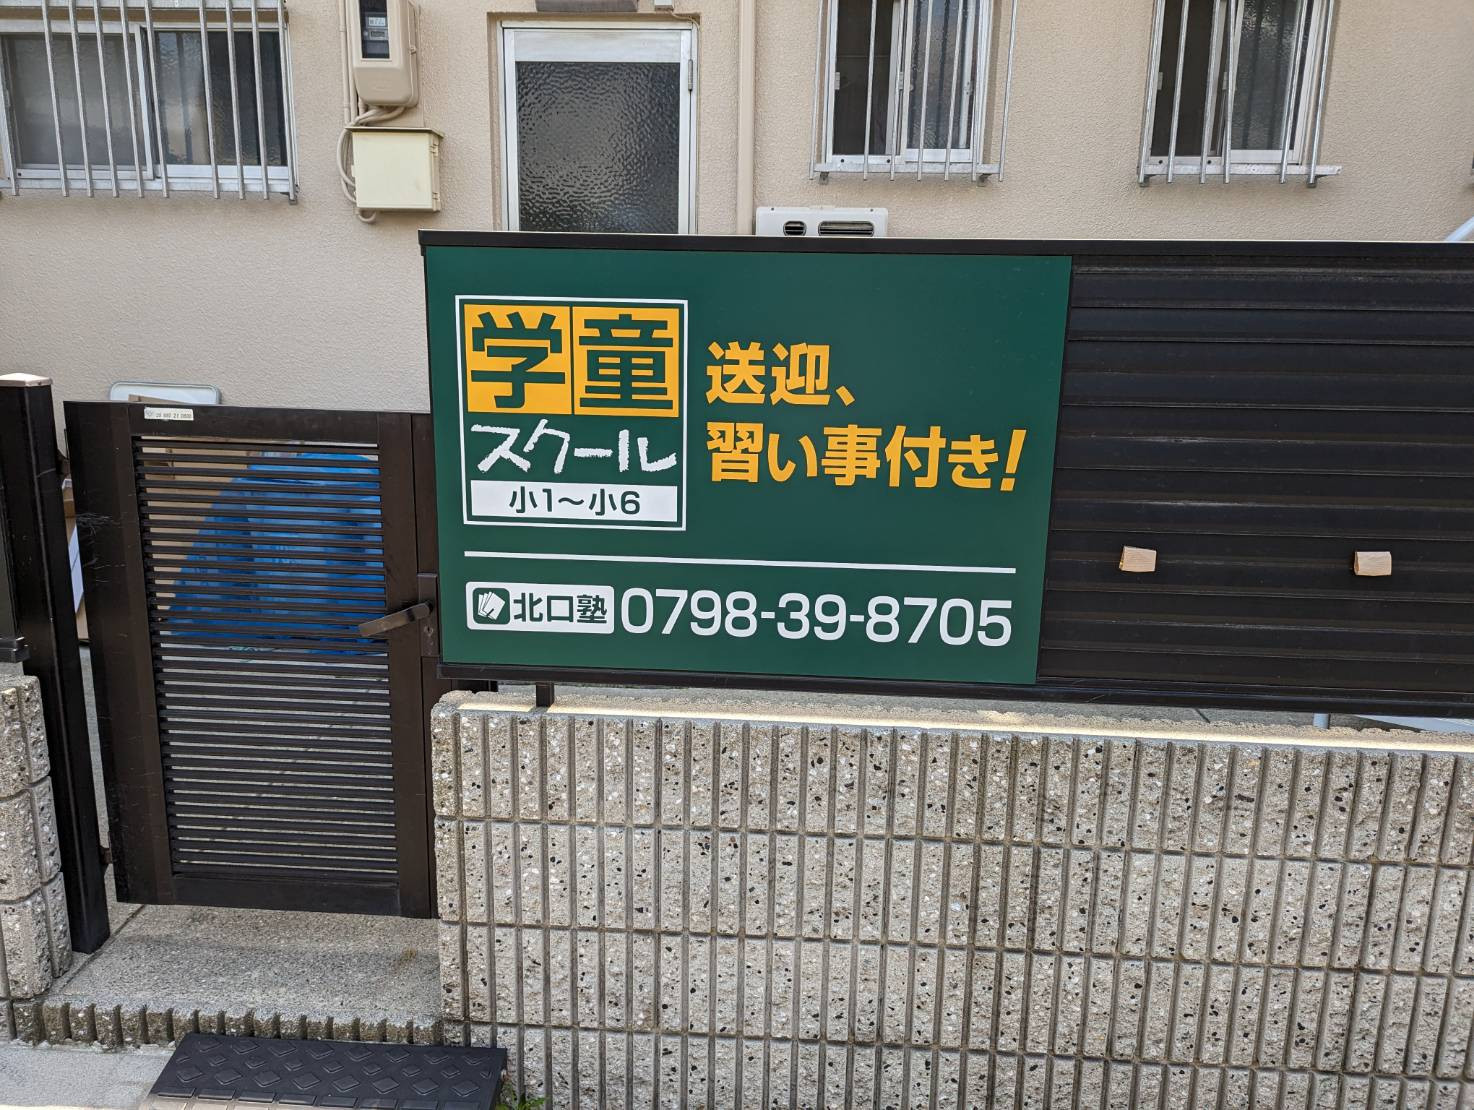 学童
スクール
小1～小6
送迎、
習い事付き!
北口塾 0798-39-8705